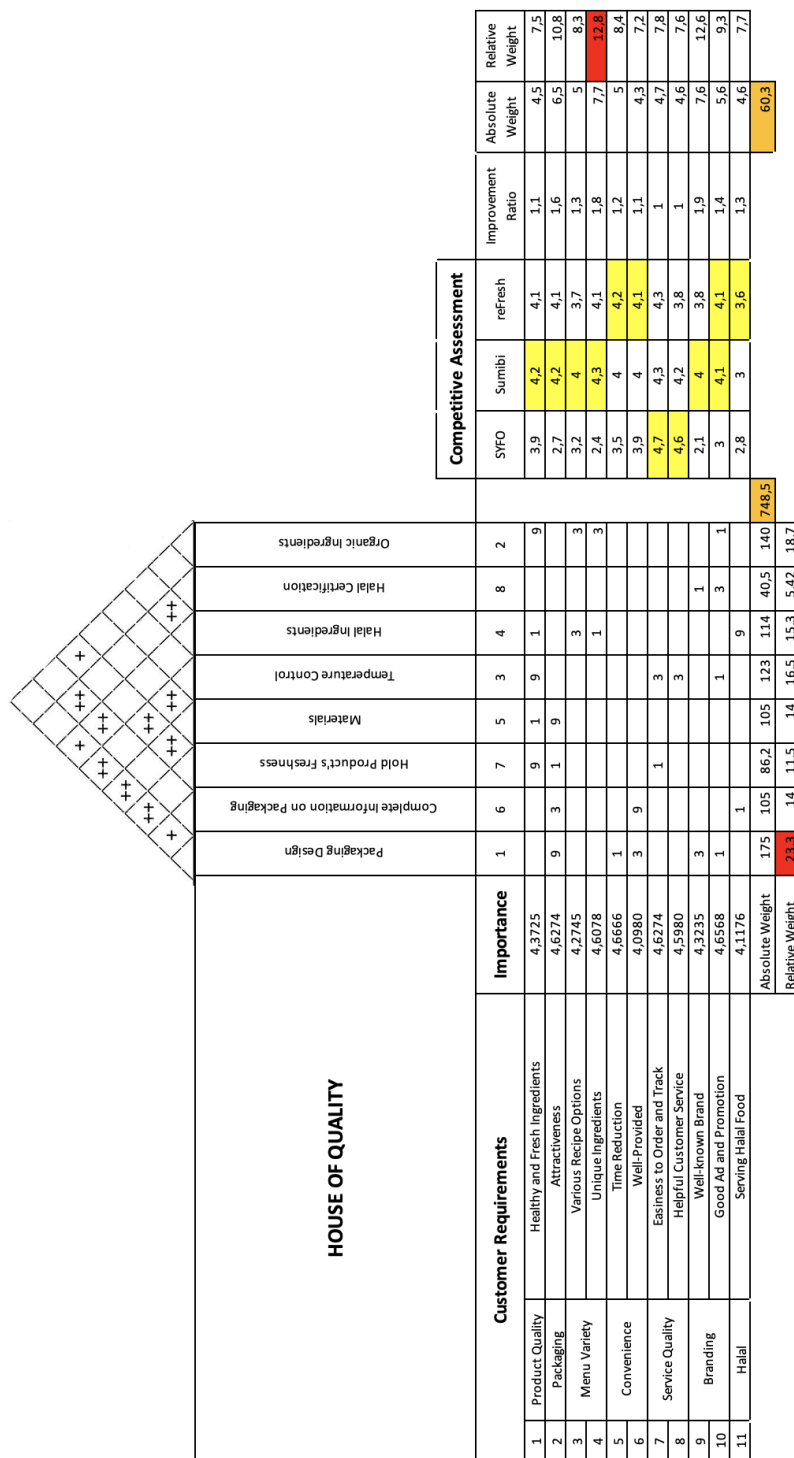 + ++ +
++ ++
++
++ ++
+ ++ ++
HOUSE OF QUALITY
Packaging Design
Complete Information on Packaging
Hold Product's Freshness
Materials
Temperature Control
Halal Ingredients
Halal Certification
Organic Ingredients
Competitive Assessment
Customer Requirements Importance 1 6 7 5 3 4 8 2 SYFO Sumibi reFresh Improvement Ratio Absolute Weight Relative Weight
1 Product Quality Healthy and Fresh Ingredients 4,3725 9 1 9 1 9 3,9 4,2 4,1 1,1 4,5 7,5
2 Packaging Attractiveness 4,6274 9 3 1 9 2,7 4,2 4,1 1,6 6,5 10,8
3 Menu Variety Various Recipe Options 4,2745 3 3 3,2 4 3,7 1,3 5 8,3
4 Unique Ingredients 4,6078 1 3 2,4 4,3 4,1 1,8 7,7 12,8
5 Convenience Time Reduction 4,6666 1 3,5 4 4,2 1,2 5 8,4
6 Well-Provided 4,0980 3 9 3,9 4 4,1 1,1 4,3 7,2
7 Service Quality Easiness to Order and Track 4,6274 1 3 4,7 4,3 4,3 1 4,7 7,8
8 Helpful Customer Service 4,5980 3 4,6 4,2 3,8 1 4,6 7,6
9 Branding Well-known Brand 4,3235 3 1 2,1 4 3,8 1,9 7,6 12,6
10 Good Ad and Promotion 4,6568 1 1 3 1 3 4,1 4,1 1,4 5,6 9,3
11 Halal Serving Halal Food 4,1176 1 9 2,8 3 3,6 1,3 4,6 7,7
Absolute Weight 175 105 86,2 105 123 114 40,5 140 748,5 60,3
Relative Weight 23,3 14 11,5 14 16,5 15,3 5,42 18,7